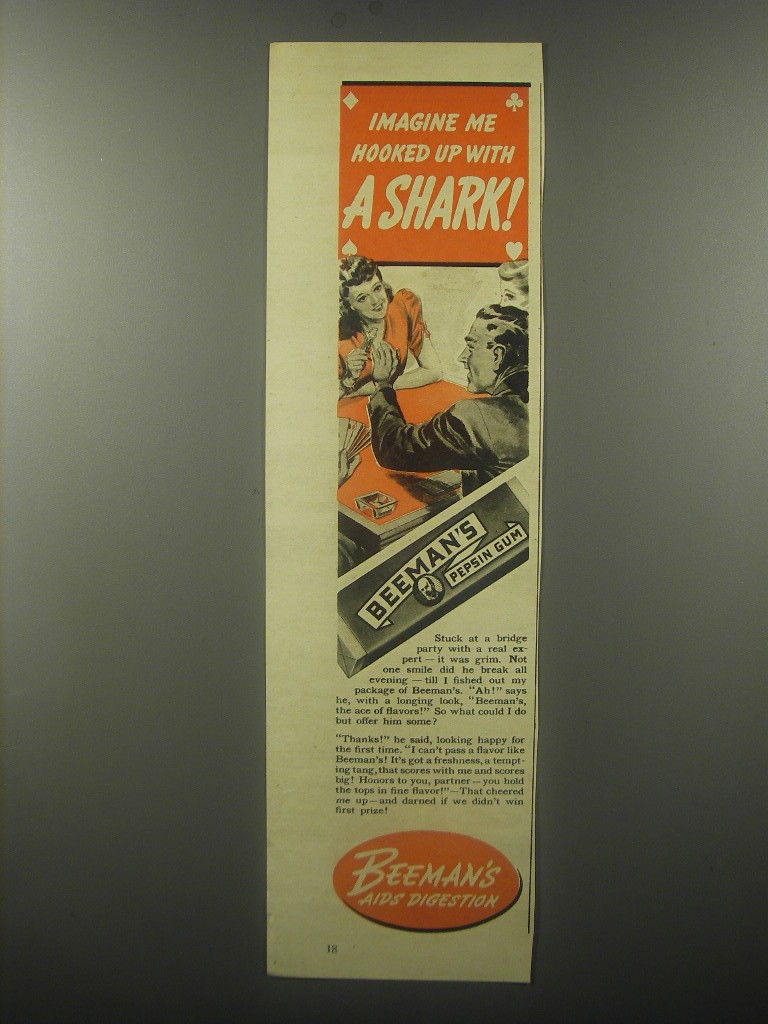 IMAGINE ME
HOOKED UP WITH
A SHARK!
BEEMAN'S
PEPSIN GUM
Stuck at a bridge
party with a real ex-
pert — it was grim. Not
one smile did he break all
evening — till I fished out my
package of Beeman's. "Ah!" says
he, with a longing look, "Beeman's,
the ace of flavors!" So what could I do
but offer him some?
"Thanks!" he said, looking happy for
the first time. "I can't pass a flavor like
Beeman's! It's got a freshness, a tempt-
ing tang, that scores with me and scores
big! Honors to you, partner — you hold
the tops in fine flavor!"—That cheered
me up—and darned if we didn't win
first prize!
BEEMAN'S
AIDS DIGESTION
18